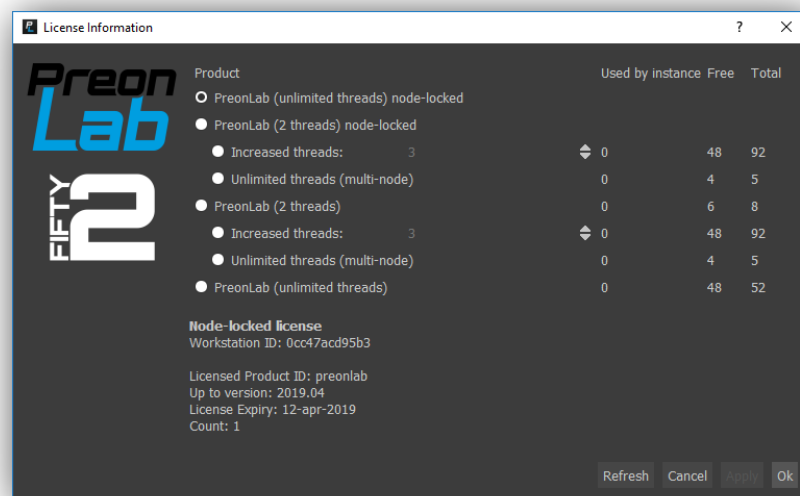 License Information ? ×
Preon
Lab
FIFTY2
Product Used by instance Free Total
PreonLab (unlimited threads) node-locked
PreonLab (2 threads) node-locked
Increased threads: 3 0 48 92
Unlimited threads (multi-node) 0 4 5
PreonLab (2 threads) 0 6 8
Increased threads: 3 0 48 92
Unlimited threads (multi-node) 0 4 5
PreonLab (unlimited threads) 0 48 52
Node-locked license
Workstation ID: 0cc47acd95b3
Licensed Product ID: preonlab
Up to version: 2019.04
License Expiry: 12-apr-2019
Count: 1
Refresh Cancel Apply Ok